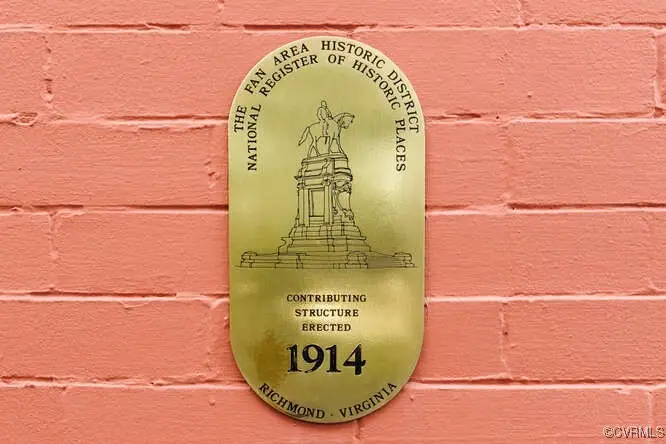 THE FAN AREA HISTORIC DISTRICT
NATIONAL REGISTER OF HISTORIC PLACES
CONTRIBUTING
STRUCTURE
ERECTED
1914
RICHMOND · VIRGINIA
©CVRMLS